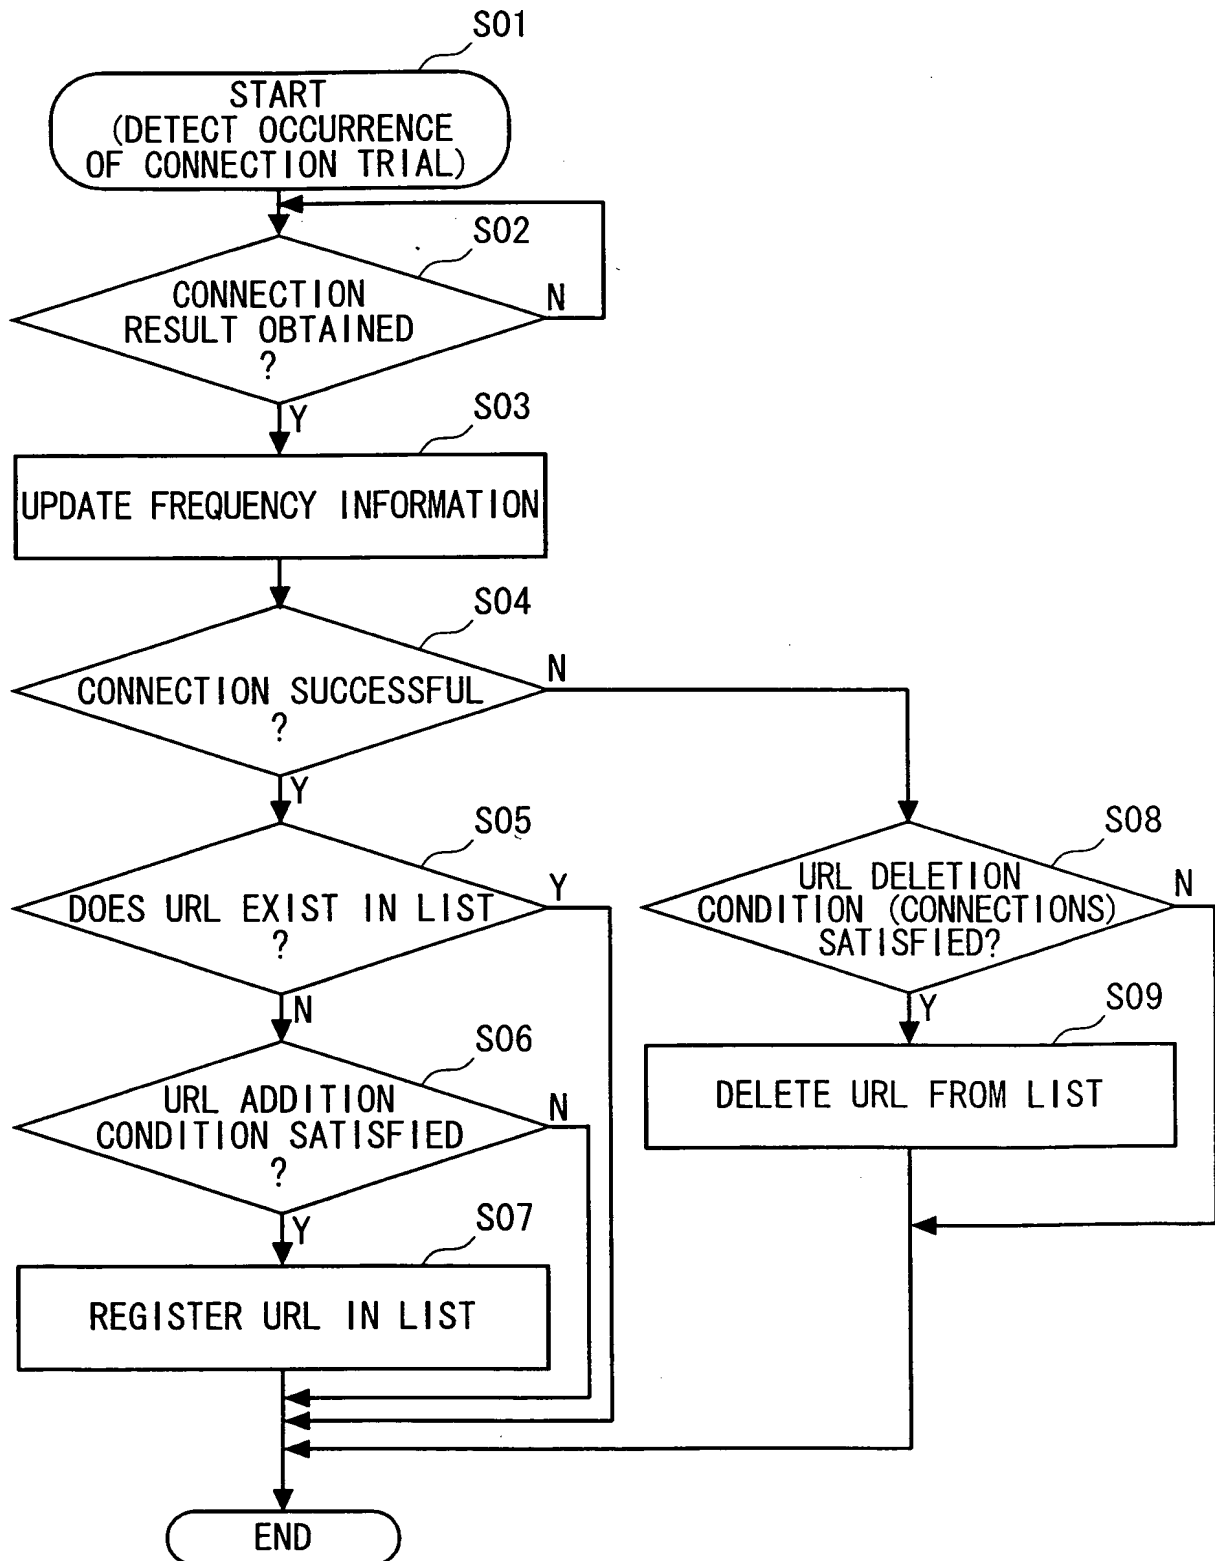 S01
START
(DETECT OCCURRENCE
OF CONNECTION TRIAL)
S02
CONNECTION
RESULT OBTAINED
?
N
Y
S03
UPDATE FREQUENCY INFORMATION
S04
CONNECTION SUCCESSFUL
?
N
Y
S05
DOES URL EXIST IN LIST
?
Y
N
S06
URL ADDITION
CONDITION SATISFIED
?
N
Y
S07
REGISTER URL IN LIST
S08
URL DELETION
CONDITION (CONNECTIONS)
SATISFIED?
N
Y
S09
DELETE URL FROM LIST
END